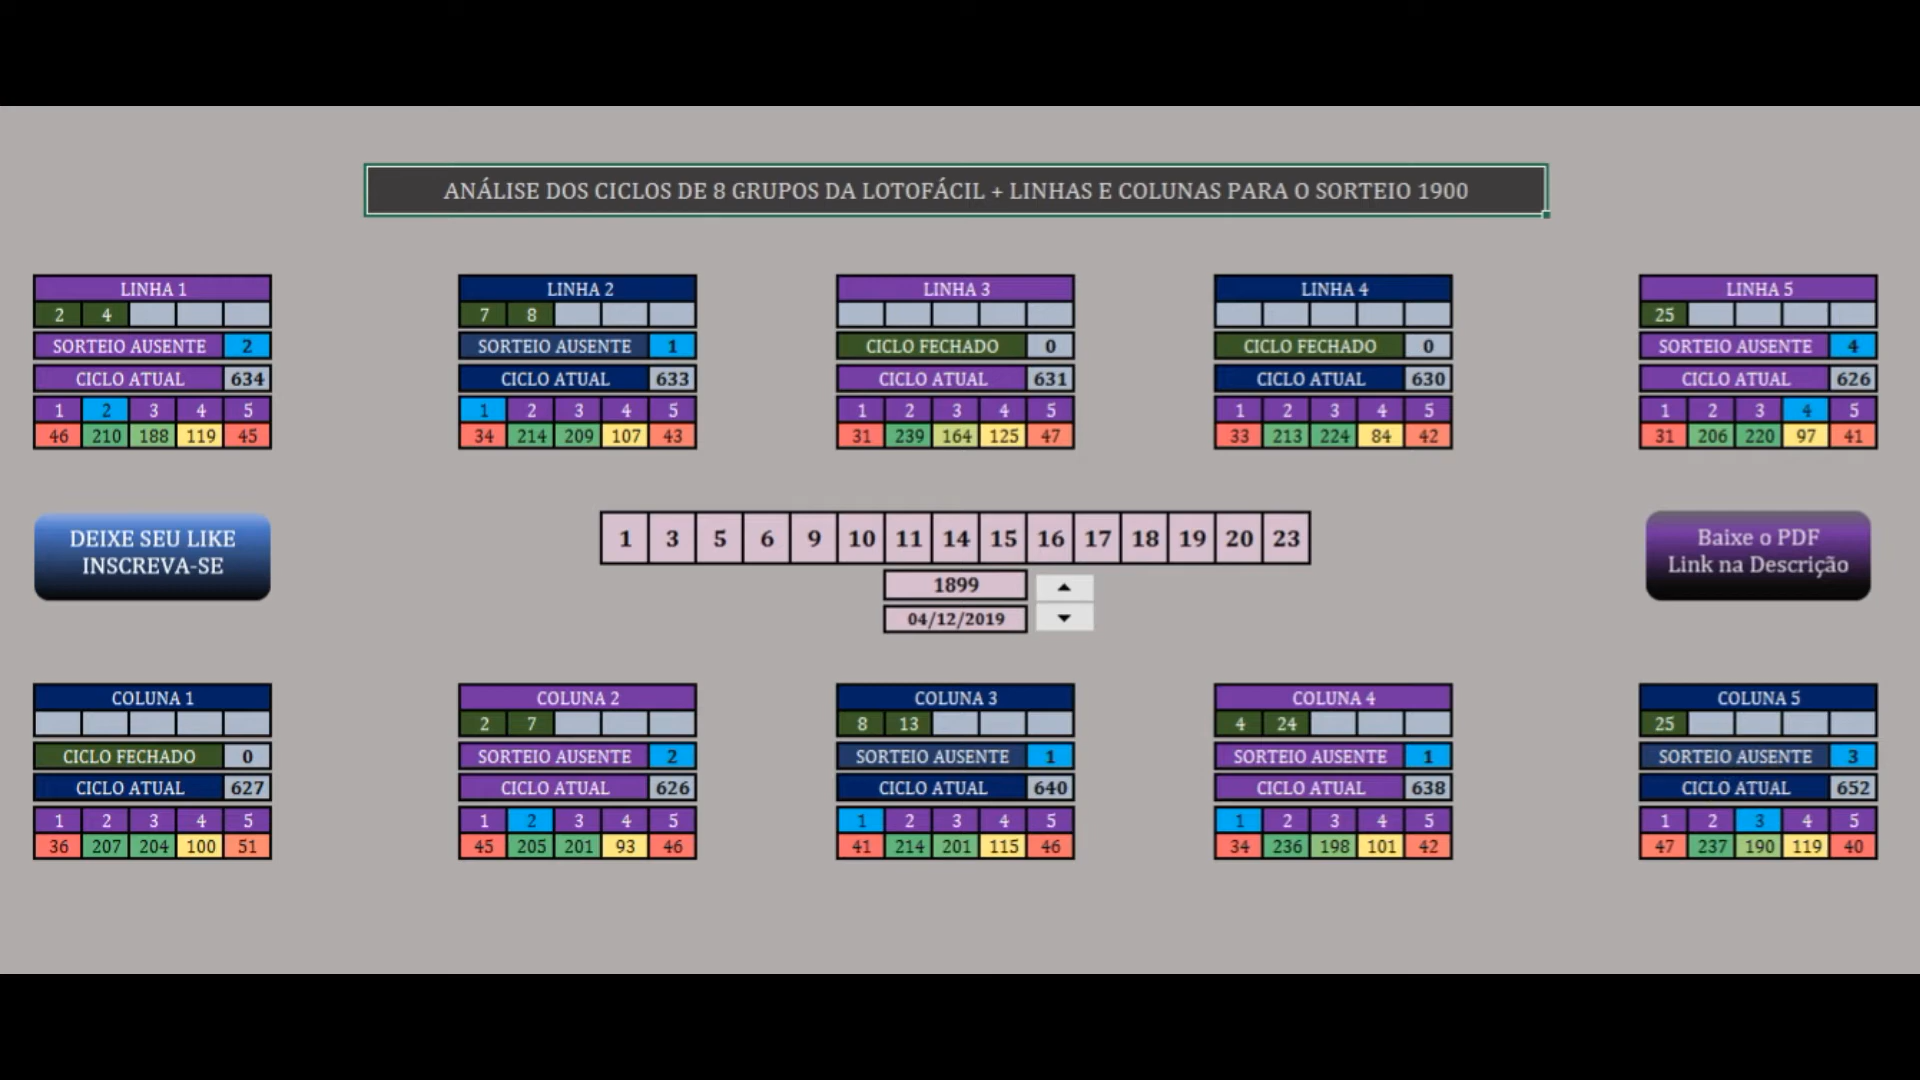 ANÁLISE DOS CICLOS DE 8 GRUPOS DA LOTOFÁCIL + LINHAS E COLUNAS PARA O SORTEIO 1900
LINHA 1
2 4
SORTEIO AUSENTE 2
CICLO ATUAL 634
1 2 3 4 5
46 210 188 119 45
LINHA 2
7 8
SORTEIO AUSENTE 1
CICLO ATUAL 633
1 2 3 4 5
34 214 209 107 43
LINHA 3
CICLO FECHADO 0
CICLO ATUAL 631
1 2 3 4 5
31 239 164 125 47
LINHA 4
CICLO FECHADO 0
CICLO ATUAL 630
1 2 3 4 5
33 213 224 84 42
LINHA 5
25
SORTEIO AUSENTE 4
CICLO ATUAL 626
1 2 3 4 5
31 206 220 97 41
DEIXE SEU LIKE
INSCREVA-SE
1 3 5 6 9 10 11 14 15 16 17 18 19 20 23
1899
04/12/2019
Baixe o PDF
Link na Descrição
COLUNA 1
CICLO FECHADO 0
CICLO ATUAL 627
1 2 3 4 5
36 207 204 100 51
COLUNA 2
2 7
SORTEIO AUSENTE 2
CICLO ATUAL 626
1 2 3 4 5
45 205 201 93 46
COLUNA 3
8 13
SORTEIO AUSENTE 1
CICLO ATUAL 640
1 2 3 4 5
41 214 201 115 46
COLUNA 4
4 24
SORTEIO AUSENTE 1
CICLO ATUAL 638
1 2 3 4 5
34 236 198 101 42
COLUNA 5
25
SORTEIO AUSENTE 3
CICLO ATUAL 652
1 2 3 4 5
47 237 190 119 40